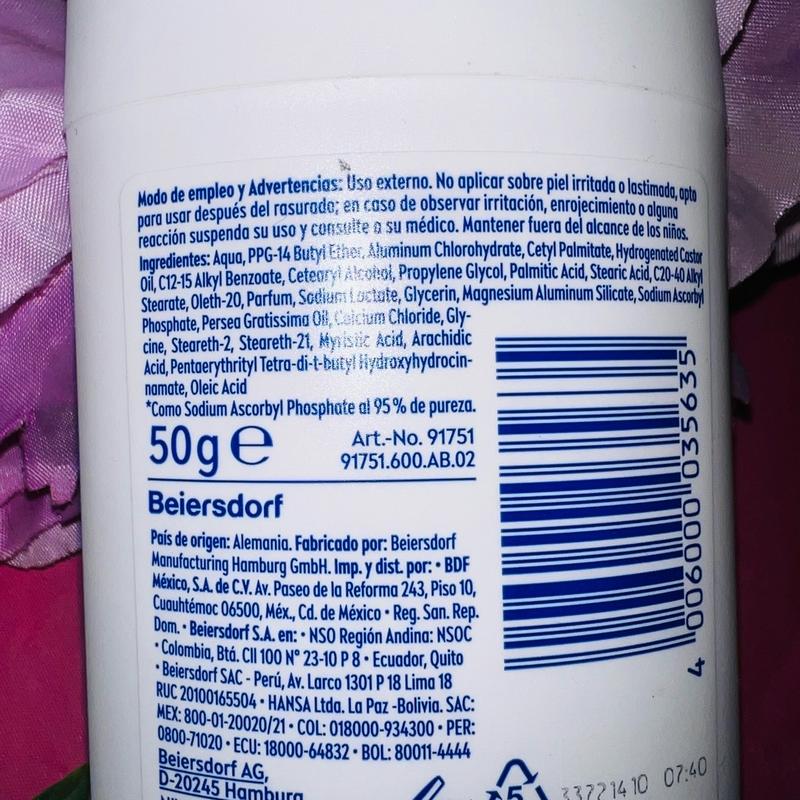 Modo de empleo y Advertencias: Uso externo. No aplicar sobre piel irritada o lastimada, apto
para usar después del rasurado; en caso de observar irritación, enrojecimiento o alguna
reacción suspenda su uso y consulte a su médico. Mantener fuera del alcance de los niños.
Ingredientes: Aqua, PPG-14 Butyl Ether, Aluminum Chlorohydrate, Cetyl Palmitate, Hydrogenated Castor
Oil, C12-15 Alkyl Benzoate, Cetearyl Alcohol, Propylene Glycol, Palmitic Acid, Stearic Acid, C20-40 Alkyl
Stearate, Oleth-20, Parfum, Sodium Lactate, Glycerin, Magnesium Aluminum Silicate, Sodium Ascorbyl
Phosphate, Persea Gratissima Oil, Calcium Chloride, Gly-
cine, Steareth-2, Steareth-21, Myristic Acid, Arachidic
Acid, Pentaerythrityl Tetra-di-t-butyl Hydroxyhydrocin-
namate, Oleic Acid
*Como Sodium Ascorbyl Phosphate al 95% de pureza.
50g e Art.-No. 91751
91751.600.AB.02
Beiersdorf
País de origen: Alemania. Fabricado por: Beiersdorf
Manufacturing Hamburg GmbH. Imp. y dist. por: • BDF
México, S.A. de C.V. Av. Paseo de la Reforma 243, Piso 10,
Cuauhtémoc 06500, Méx., Cd. de México • Reg. San. Rep.
Dom. • Beiersdorf S.A. en: • NSO Región Andina: NSOC
• Colombia, Btá. Cll 100 N° 23-10 P 8 • Ecuador, Quito
• Beiersdorf SAC - Perú, Av. Larco 1301 P 18 Lima 18
RUC 20100165504 • HANSA Ltda. La Paz -Bolivia. SAC:
MEX: 800-01-20020/21 • COL: 018000-934300 • PER:
0800-71020 • ECU: 18000-64832 • BOL: 80011-4444
Beiersdorf AG,
D-20245 Hamburg
4 006000 035635
5
33721410 07:40